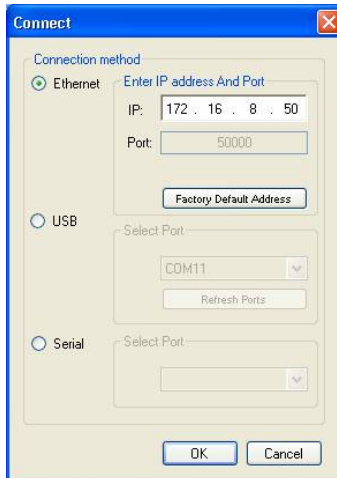 Connect
Connection method
Ethernet
Enter IP address And Port
IP: 172 . 16 . 8 . 50
Port: 50000
Factory Default Address
USB
Select Port
COM11
Refresh Ports
Serial
Select Port
OK Cancel